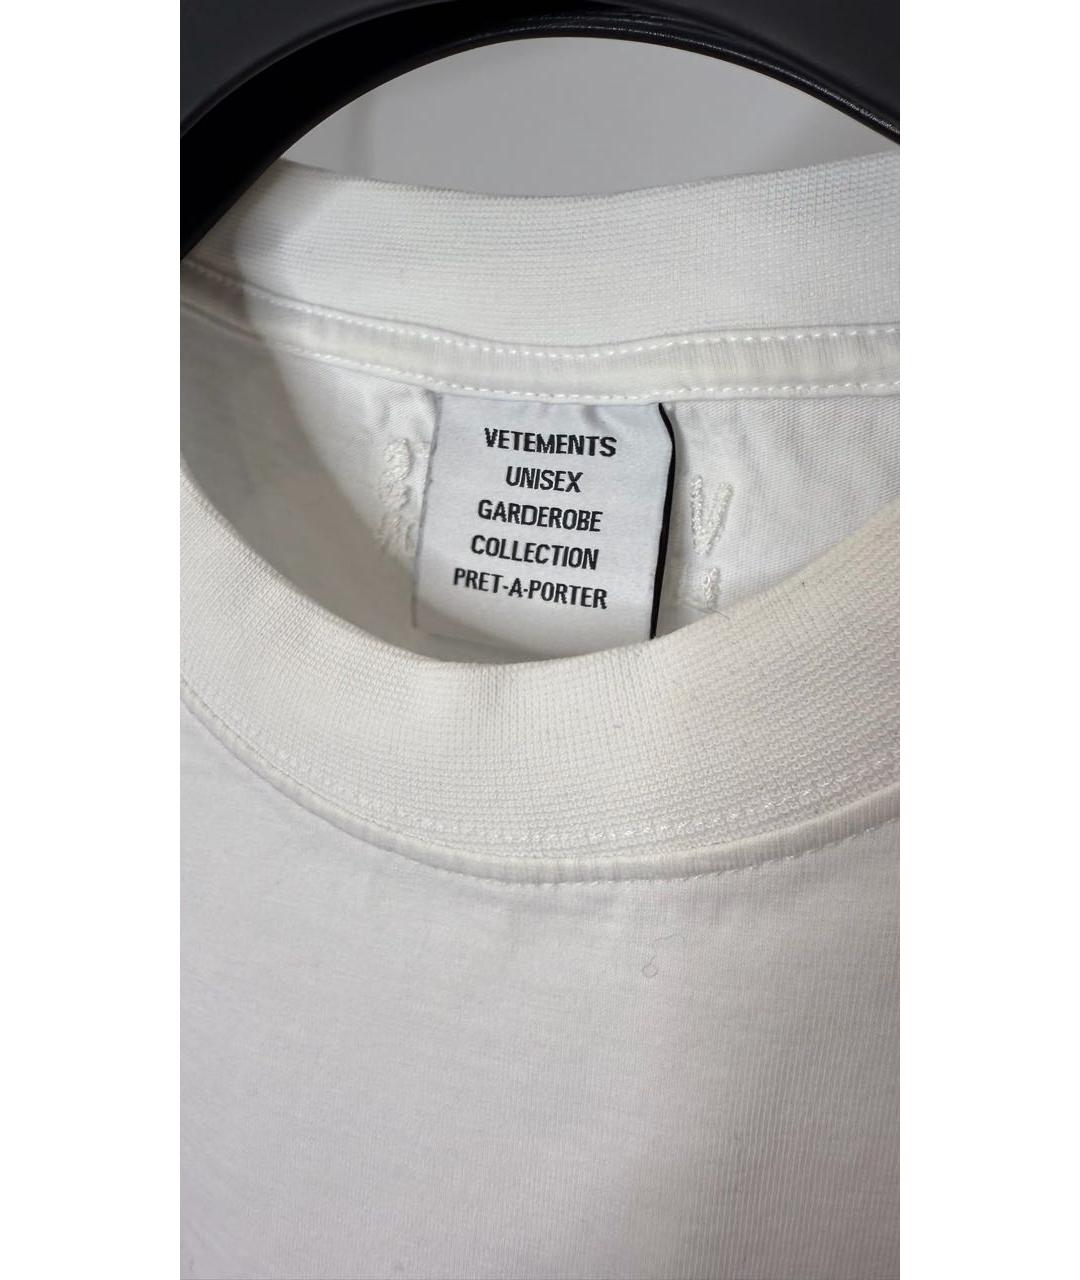 VETEMENTS
UNISEX
GARDEROBE
COLLECTION
PRET-A-PORTER